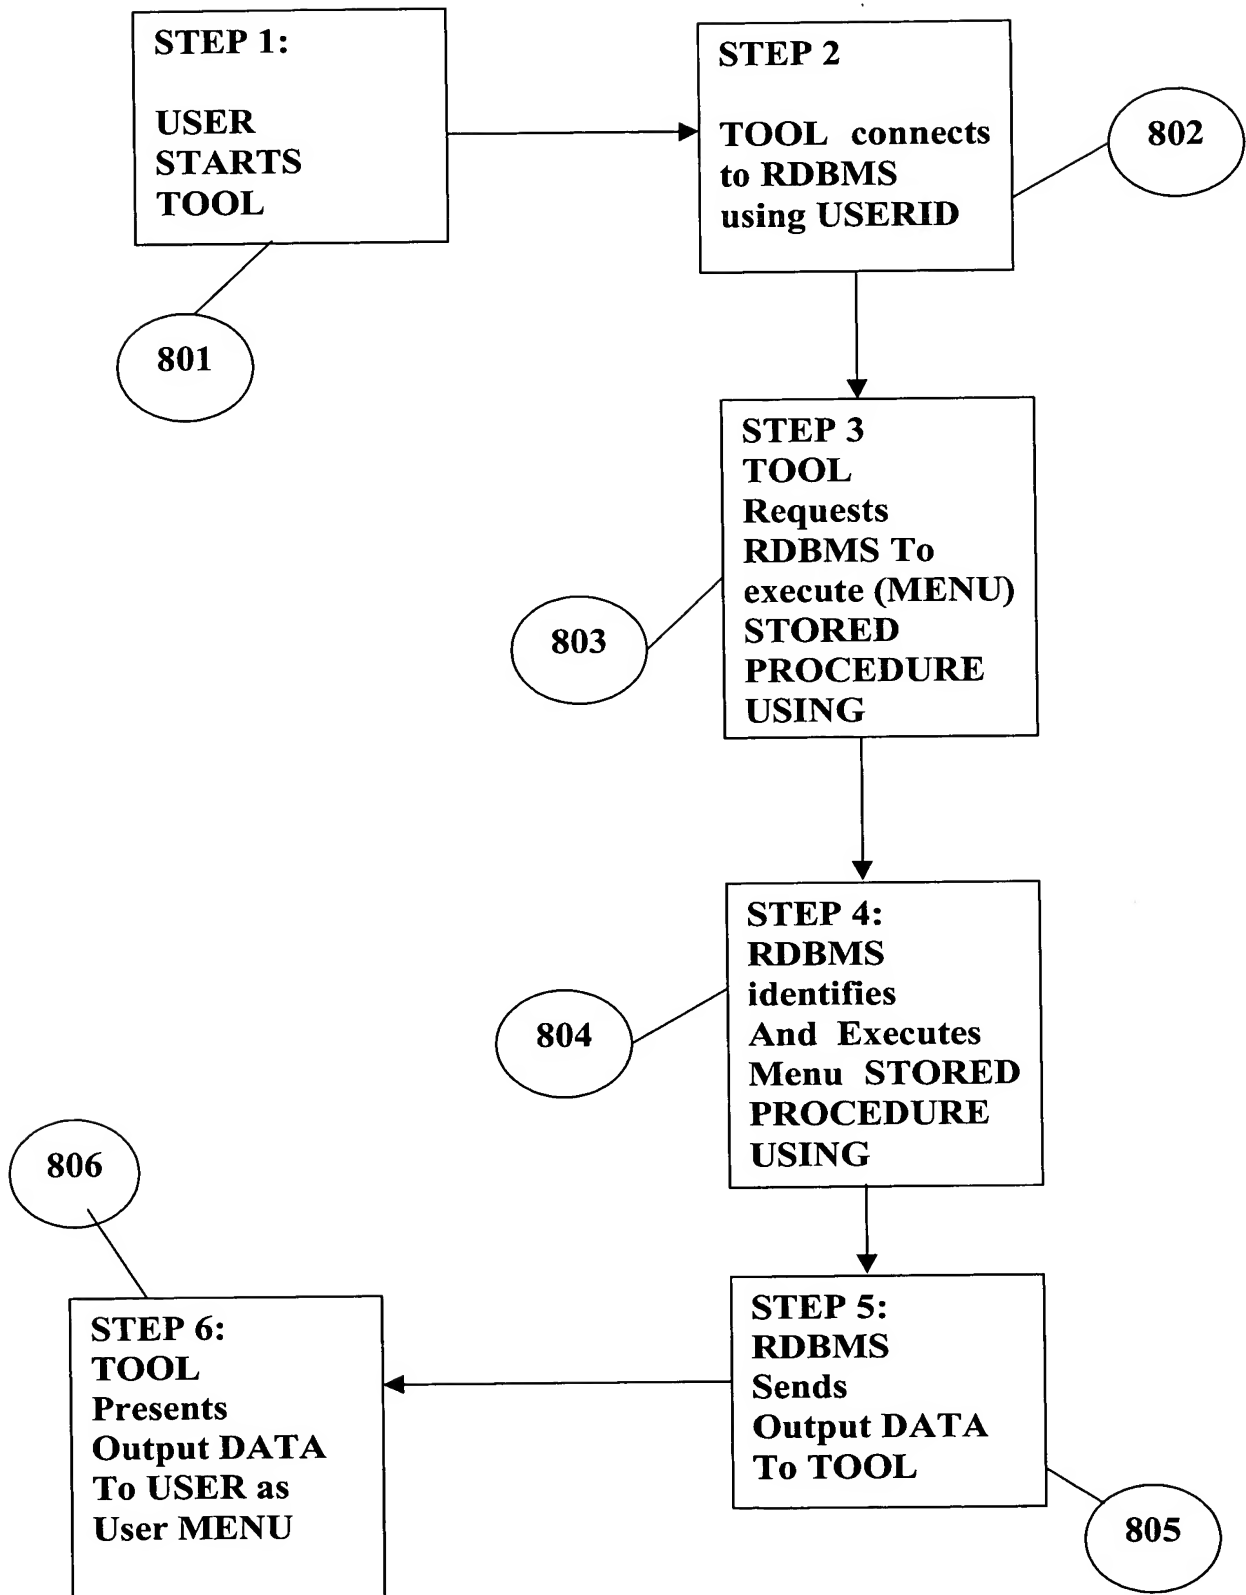 STEP 1:
USER
STARTS
TOOL
801
STEP 2
TOOL connects
to RDBMS
using USERID
802
STEP 3
TOOL
Requests
RDBMS To
execute (MENU)
STORED
PROCEDURE
USING
803
STEP 4:
RDBMS
identifies
And Executes
Menu STORED
PROCEDURE
USING
804
STEP 5:
RDBMS
Sends
Output DATA
To TOOL
805
STEP 6:
TOOL
Presents
Output DATA
To USER as
User MENU
806